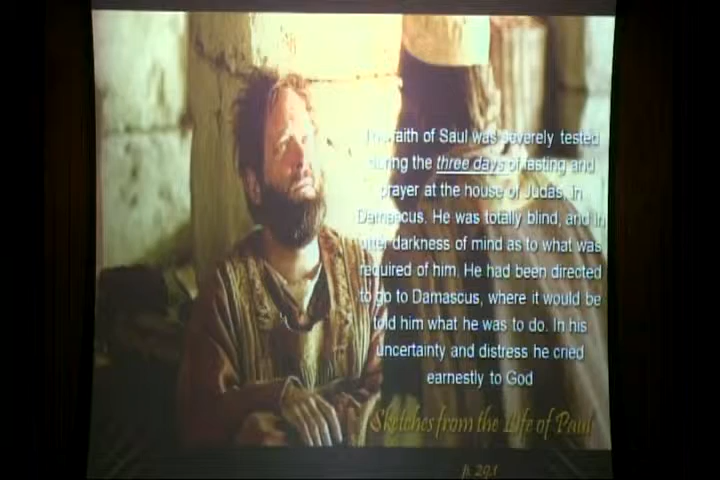 The faith of Saul was severely tested
during the three days of fasting and
prayer at the house of Judas, in
Damascus. He was totally blind, and in
utter darkness of mind as to what was
required of him. He had been directed
to go to Damascus, where it would be
told him what he was to do. In his
uncertainty and distress he cried
earnestly to God
Sketches from the Life of Paul
p. 29.1